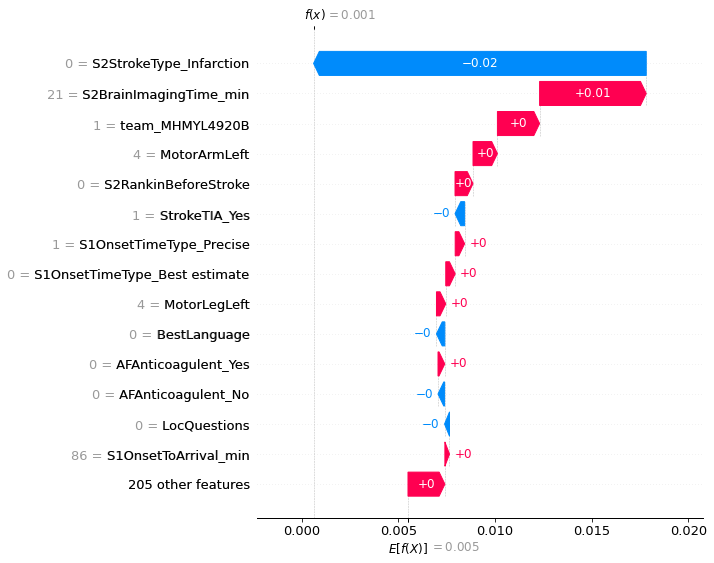 f(x) = 0.001
0 = S2StrokeType_Infarction −0.02
21 = S2BrainImagingTime_min +0.01
1 = team_MHMYL4920B +0
4 = MotorArmLeft +0
0 = S2RankinBeforeStroke +0
1 = StrokeTIA_Yes −0
1 = S1OnsetTimeType_Precise +0
0 = S1OnsetTimeType_Best estimate +0
4 = MotorLegLeft +0
0 = BestLanguage −0
0 = AFAnticoagulent_Yes +0
0 = AFAnticoagulent_No −0
0 = LocQuestions −0
86 = S1OnsetToArrival_min +0
205 other features +0
0.000 0.005 0.010 0.015 0.020
E[f(X)] = 0.005